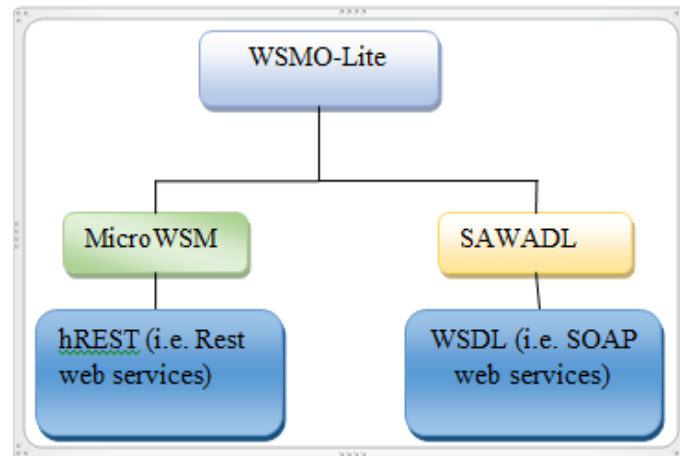 WSMO-Lite
MicroWSM
SAWADL
hREST (i.e. Rest
web services)
WSDL (i.e. SOAP
web services)